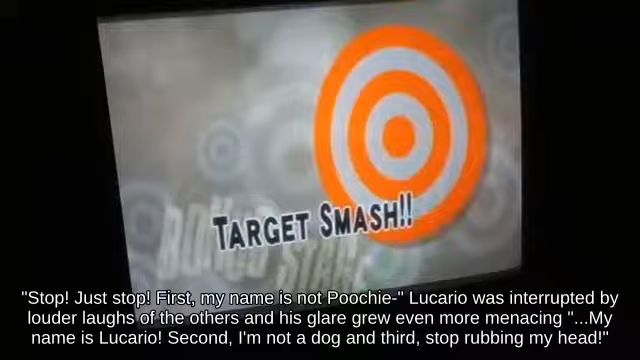 TARGET SMASH!!
BONUS STAGE
"Stop! Just stop! First, my name is not Poochie-" Lucario was interrupted by
louder laughs of the others and his glare grew even more menacing "...My
name is Lucario! Second, I'm not a dog and third, stop rubbing my head!"